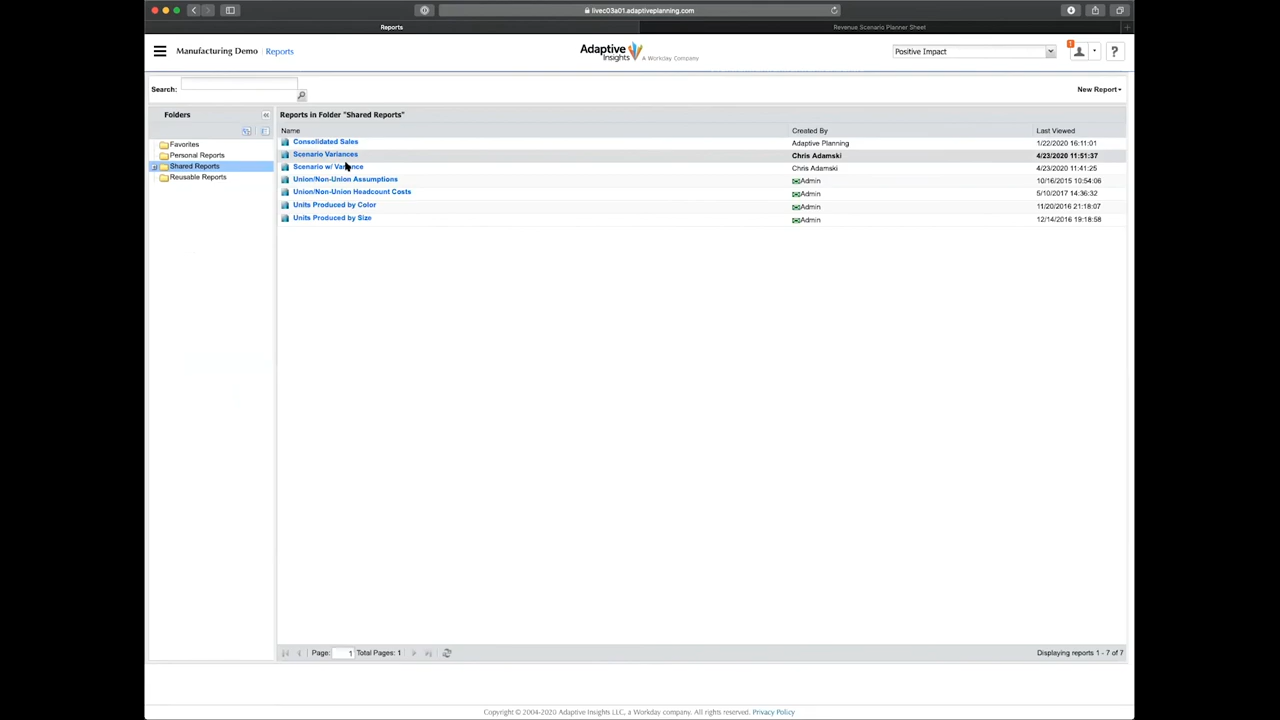 livec03a01.adaptiveplanning.com
Reports
Revenue Scenario Planner Sheet
Manufacturing Demo
Reports
Adaptive Insights
A Workday Company
Positive Impact
1
?
Search:
New Report
Folders
Reports in Folder "Shared Reports"
Name
Created By
Last Viewed
Favorites
Personal Reports
Shared Reports
Reusable Reports
Consolidated Sales
Adaptive Planning
1/22/2020 16:11:01
Scenario Variances
Chris Adamski
4/23/2020 11:51:37
Scenario w/ Variance
Chris Adamski
4/23/2020 11:41:25
Union/Non-Union Assumptions
Admin
10/16/2015 10:54:06
Union/Non-Union Headcount Costs
Admin
5/10/2017 14:36:32
Units Produced by Color
Admin
11/20/2016 21:18:07
Units Produced by Size
Admin
12/14/2016 19:18:58
Page: 1 Total Pages: 1
Displaying reports 1 - 7 of 7
Copyright © 2004-2020 Adaptive Insights LLC, a Workday company. All rights reserved. Privacy Policy